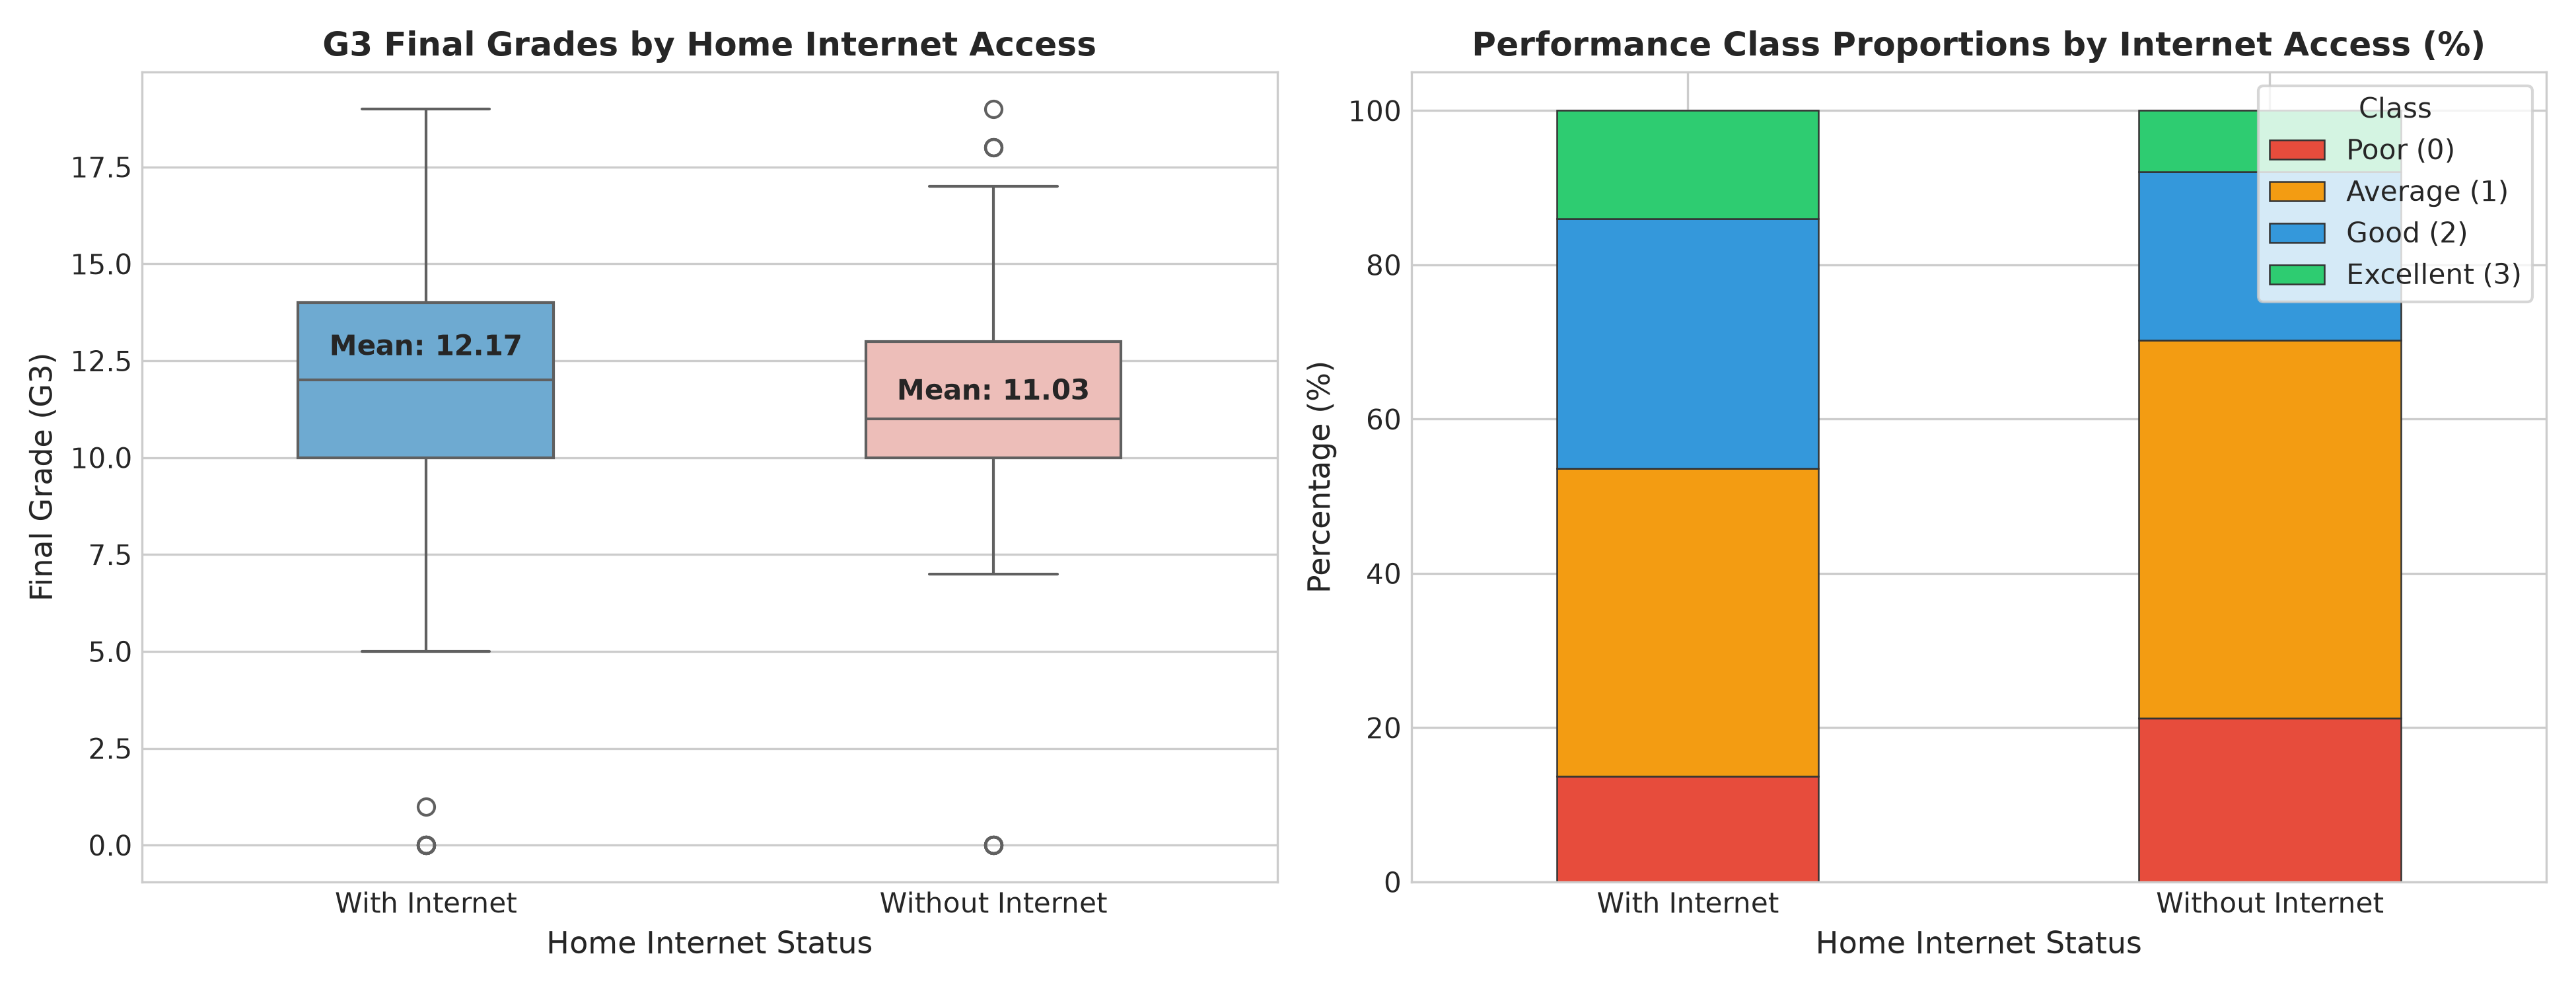 G3 Final Grades by Home Internet Access
Final Grade (G3)
17.5
15.0
12.5
10.0
7.5
5.0
2.5
0.0
Mean: 12.17
Mean: 11.03
With Internet
Without Internet
Home Internet Status
Performance Class Proportions by Internet Access (%)
Percentage (%)
100
80
60
40
20
0
Class
Poor (0)
Average (1)
Good (2)
Excellent (3)
With Internet
Without Internet
Home Internet Status